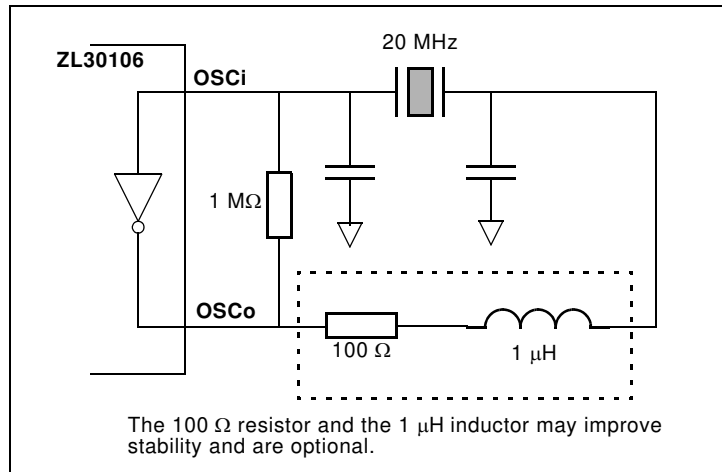 20 MHz
ZL30106
OSCi
1 MΩ
OSCo
100 Ω
1 μH
The 100 Ω resistor and the 1 μH inductor may improve
stability and are optional.